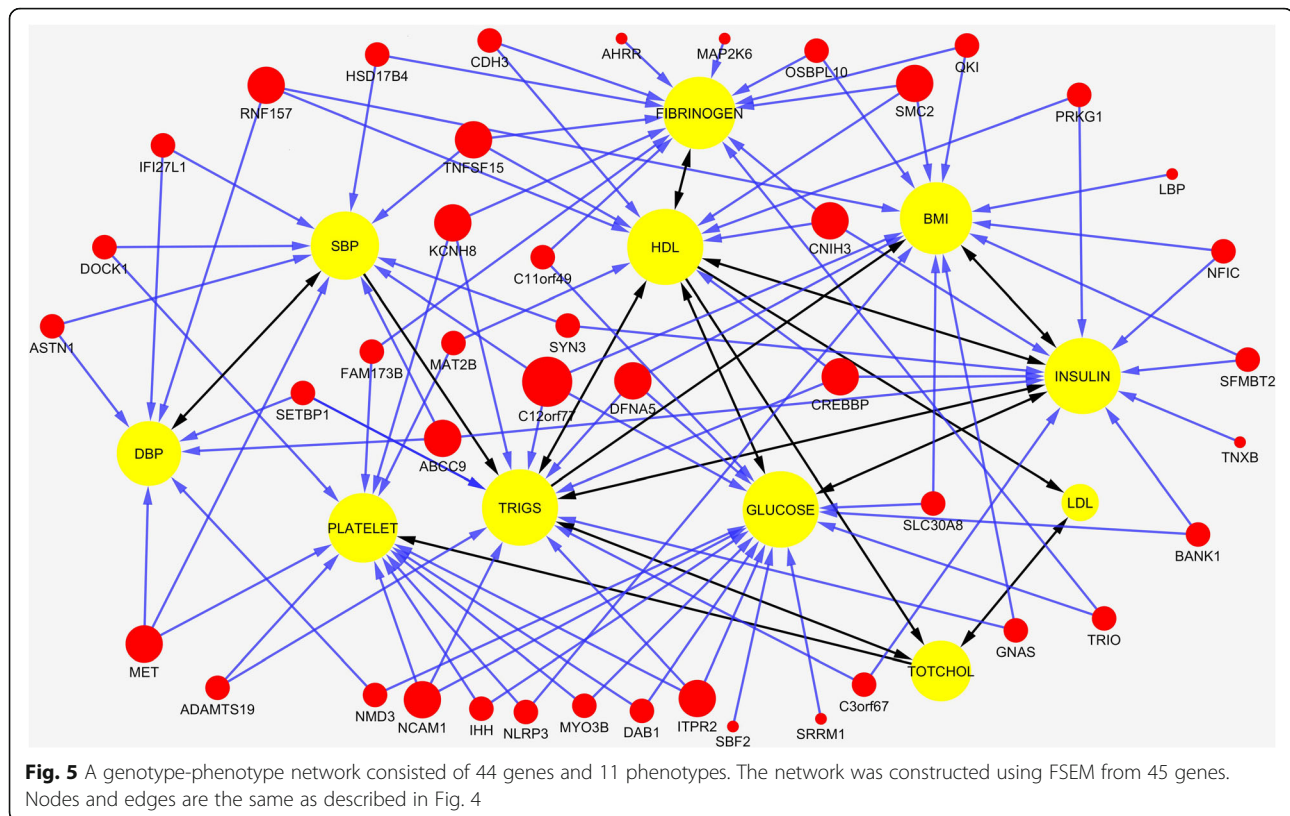 CDH3
AHRR
MAP2K6
HSD17B4
OSBPL10
QKI
RNF157
FIBRINOGEN
SMC2
PRKG1
IFI27L1
TNFSF15
LBP
SBP
KCNH8
HDL
BMI
CNIH3
DOCK1
C11orf49
NFIC
ASTN1
FAM173B
MAT2B
SYN3
INSULIN
SFMBT2
SETBP1
C12orf77
DFNA5
CREBBP
DBP
ABCC9
TNXB
PLATELET
TRIGS
GLUCOSE
SLC30A8
LDL
BANK1
MET
GNAS
TRIO
TOTCHOL
ADAMTS19
NMD3
NCAM1
IHH
NLRP3
MYO3B
DAB1
ITPR2
SBF2
SRRM1
C3orf67
Fig. 5 A genotype-phenotype network consisted of 44 genes and 11 phenotypes. The network was constructed using FSEM from 45 genes.
Nodes and edges are the same as described in Fig. 4